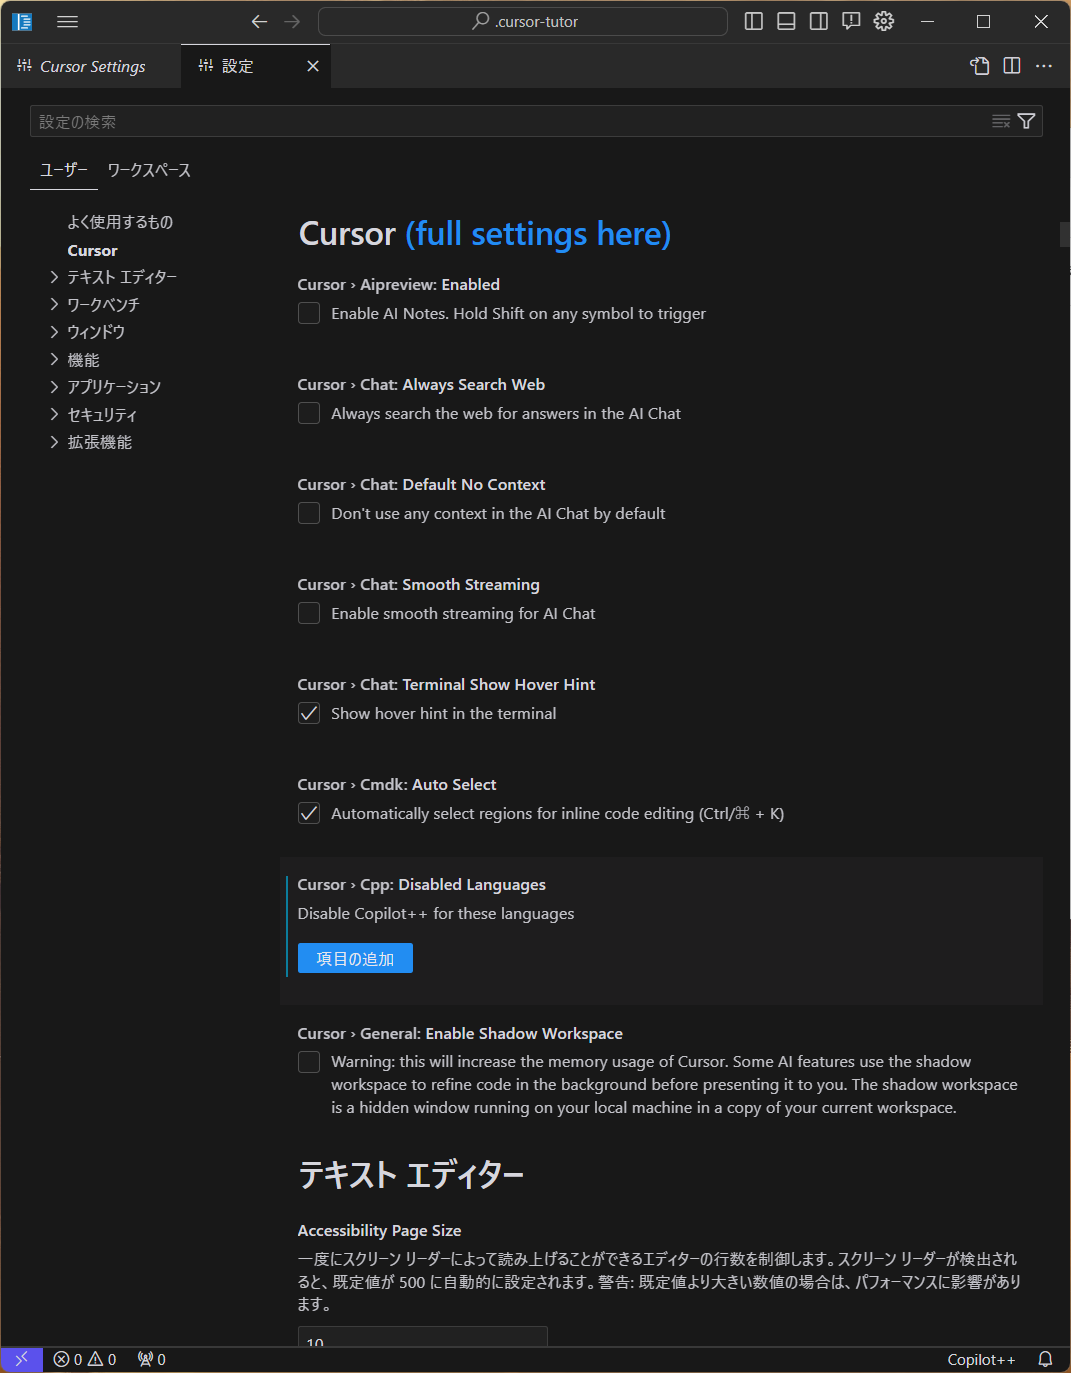 .cursor-tutor
Cursor Settings
設定
設定の検索
ユーザー ワークスペース
よく使用するもの
Cursor
テキスト エディター
ワークベンチ
ウィンドウ
機能
アプリケーション
セキュリティ
拡張機能
Cursor (full settings here)
Cursor › Aipreview: Enabled
Enable AI Notes. Hold Shift on any symbol to trigger
Cursor › Chat: Always Search Web
Always search the web for answers in the AI Chat
Cursor › Chat: Default No Context
Don't use any context in the AI Chat by default
Cursor › Chat: Smooth Streaming
Enable smooth streaming for AI Chat
Cursor › Chat: Terminal Show Hover Hint
Show hover hint in the terminal
Cursor › Cmdk: Auto Select
Automatically select regions for inline code editing (Ctrl/⌘ + K)
Cursor › Cpp: Disabled Languages
Disable Copilot++ for these languages
項目の追加
Cursor › General: Enable Shadow Workspace
Warning: this will increase the memory usage of Cursor. Some AI features use the shadow
workspace to refine code in the background before presenting it to you. The shadow workspace
is a hidden window running on your local machine in a copy of your current workspace.
テキスト エディター
Accessibility Page Size
一度にスクリーン リーダーによって読み上げることができるエディターの行数を制御します。スクリーン リーダーが検出され
ると、既定値が 500 に自動的に設定されます。警告: 既定値より大きい数値の場合は、パフォーマンスに影響があり
ます。
10
0 0 0
Copilot++